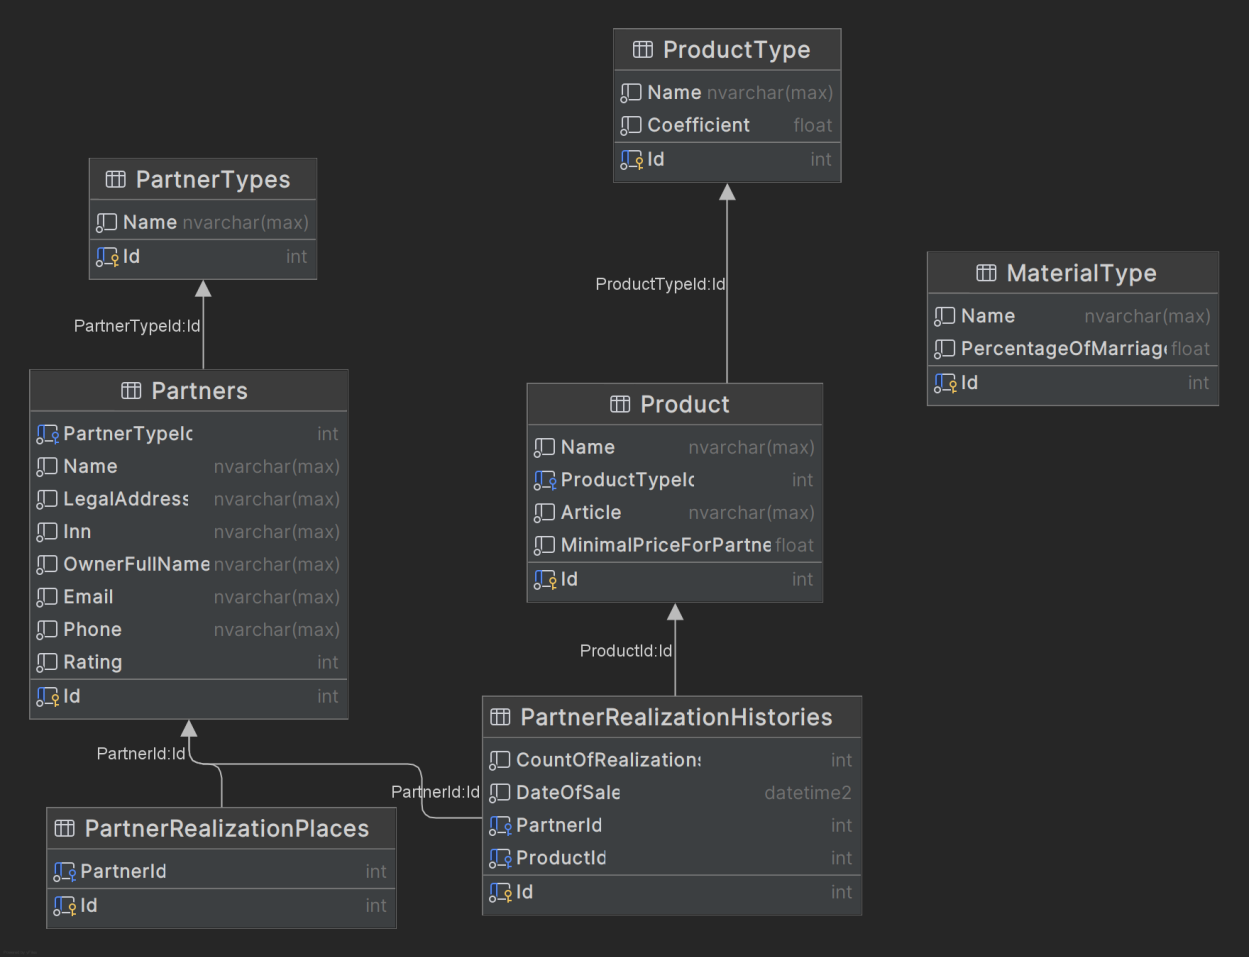 ProductType
Name nvarchar(max)
Coefficient float
Id int
PartnerTypes
Name nvarchar(max)
Id int
ProductTypeId:Id
MaterialType
Name nvarchar(max)
PercentageOfMarriage float
Id int
PartnerTypeId:Id
Partners
PartnerTypeId int
Name nvarchar(max)
LegalAddress nvarchar(max)
Inn nvarchar(max)
OwnerFullName nvarchar(max)
Email nvarchar(max)
Phone nvarchar(max)
Rating int
Id int
Product
Name nvarchar(max)
ProductTypeId int
Article nvarchar(max)
MinimalPriceForPartne float
Id int
ProductId:Id
PartnerId:Id
PartnerId:Id
PartnerRealizationHistories
CountOfRealizations int
DateOfSale datetime2
PartnerId int
ProductId int
Id int
PartnerRealizationPlaces
PartnerId int
Id int